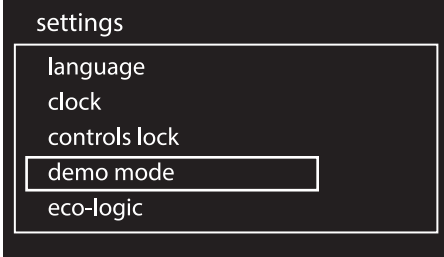 settings
language
clock
controls lock
demo mode
eco-logic